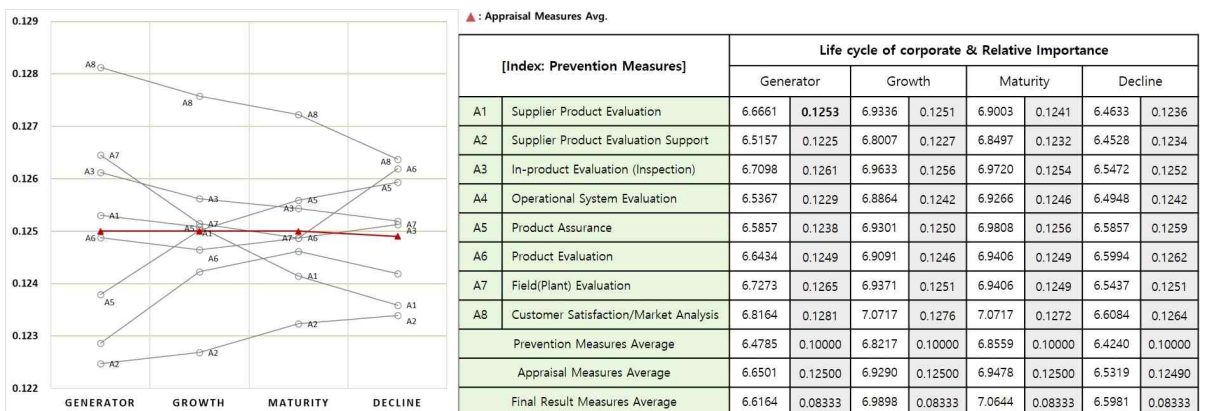 ▲ : Appraisal Measures Avg.
0.129
0.128
0.127
0.126
0.125
0.124
0.123
0.122
A8
A8
A8
A8
A7
A3
A3
A3
A1
A5
A7
A1
A6
A6
A7
A6
A5
A5
A6
A5
A7
A3
A1
A1
A2
A2
A2
A2
GENERATOR GROWTH MATURITY DECLINE
[Index: Prevention Measures] Life cycle of corporate & Relative Importance
Generator Growth Maturity Decline
A1 Supplier Product Evaluation 6.6661 0.1253 6.9336 0.1251 6.9003 0.1241 6.4633 0.1236
A2 Supplier Product Evaluation Support 6.5157 0.1225 6.8007 0.1227 6.8497 0.1232 6.4528 0.1234
A3 In-product Evaluation (Inspection) 6.7098 0.1261 6.9633 0.1256 6.9720 0.1254 6.5472 0.1252
A4 Operational System Evaluation 6.5367 0.1229 6.8864 0.1242 6.9266 0.1246 6.4948 0.1242
A5 Product Assurance 6.5857 0.1238 6.9301 0.1250 6.9808 0.1256 6.5857 0.1259
A6 Product Evaluation 6.6434 0.1249 6.9091 0.1246 6.9406 0.1249 6.5994 0.1262
A7 Field(Plant) Evaluation 6.7273 0.1265 6.9371 0.1251 6.9406 0.1249 6.5437 0.1251
A8 Customer Satisfaction/Market Analysis 6.8164 0.1281 7.0717 0.1276 7.0717 0.1272 6.6084 0.1264
Prevention Measures Average 6.4785 0.10000 6.8217 0.10000 6.8559 0.10000 6.4240 0.10000
Appraisal Measures Average 6.6501 0.12500 6.9290 0.12500 6.9478 0.12500 6.5319 0.12490
Final Result Measures Average 6.6164 0.08333 6.9898 0.08333 7.0644 0.08333 6.5981 0.08333